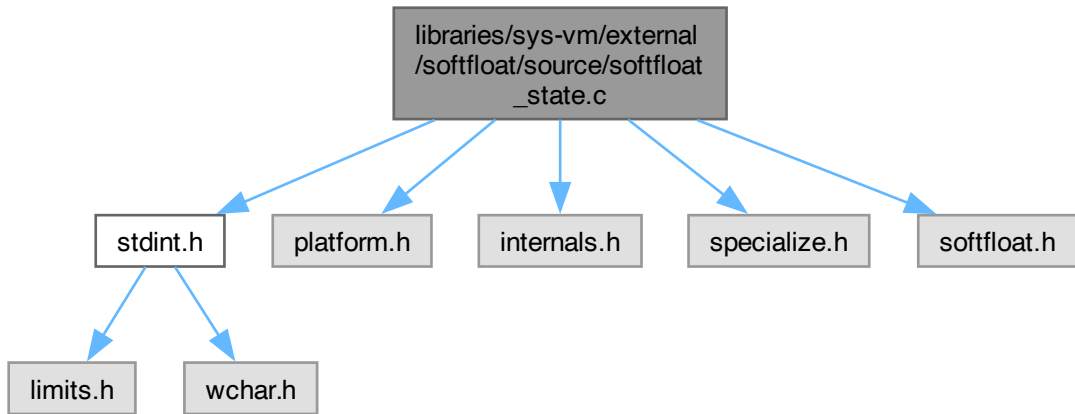 libraries/sys-vm/external
/softfloat/source/softfloat
_state.c
stdint.h
platform.h
internals.h
specialize.h
softfloat.h
limits.h
wchar.h